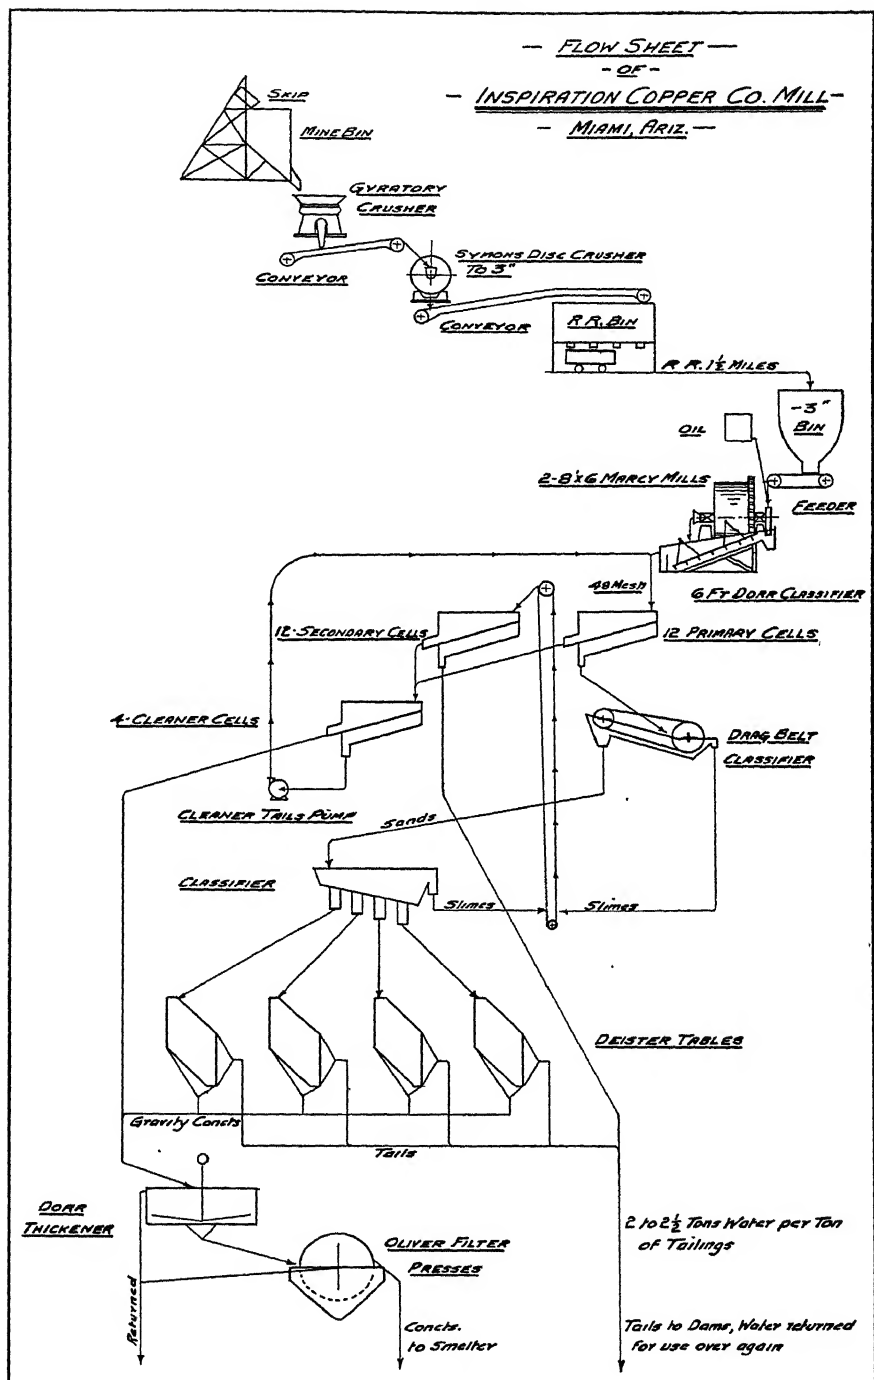 — FLOW SHEET —
- OF -
- INSPIRATION COPPER CO. MILL -
- MIAMI, ARIZ. —
SKIP
MINE BIN
GYRATORY
CRUSHER
CONVEYOR
SYMONS DISC CRUSHER
TO 3"
CONVEYOR
R R. BIN
R R. 1½ MILES
-3"
BIN
OIL
2-8'X6 MARCY MILLS
FEEDER
6 FT DORR CLASSIFIER
48 MESH
12-SECONDARY CELLS
12 PRIMARY CELLS
4-CLEANER CELLS
DRAG BELT
CLASSIFIER
CLEANER TAILS PUMP
Sands
CLASSIFIER
Slimes
Slimes
DEISTER TABLES
Gravity Concts
Tails
DORR
THICKENER
OLIVER FILTER
PRESSES
2 to 2½ Tons Water per Ton
of Tailings
Returned
Concts.
to Smelter
Tails to Dams, Water returned
for use over again